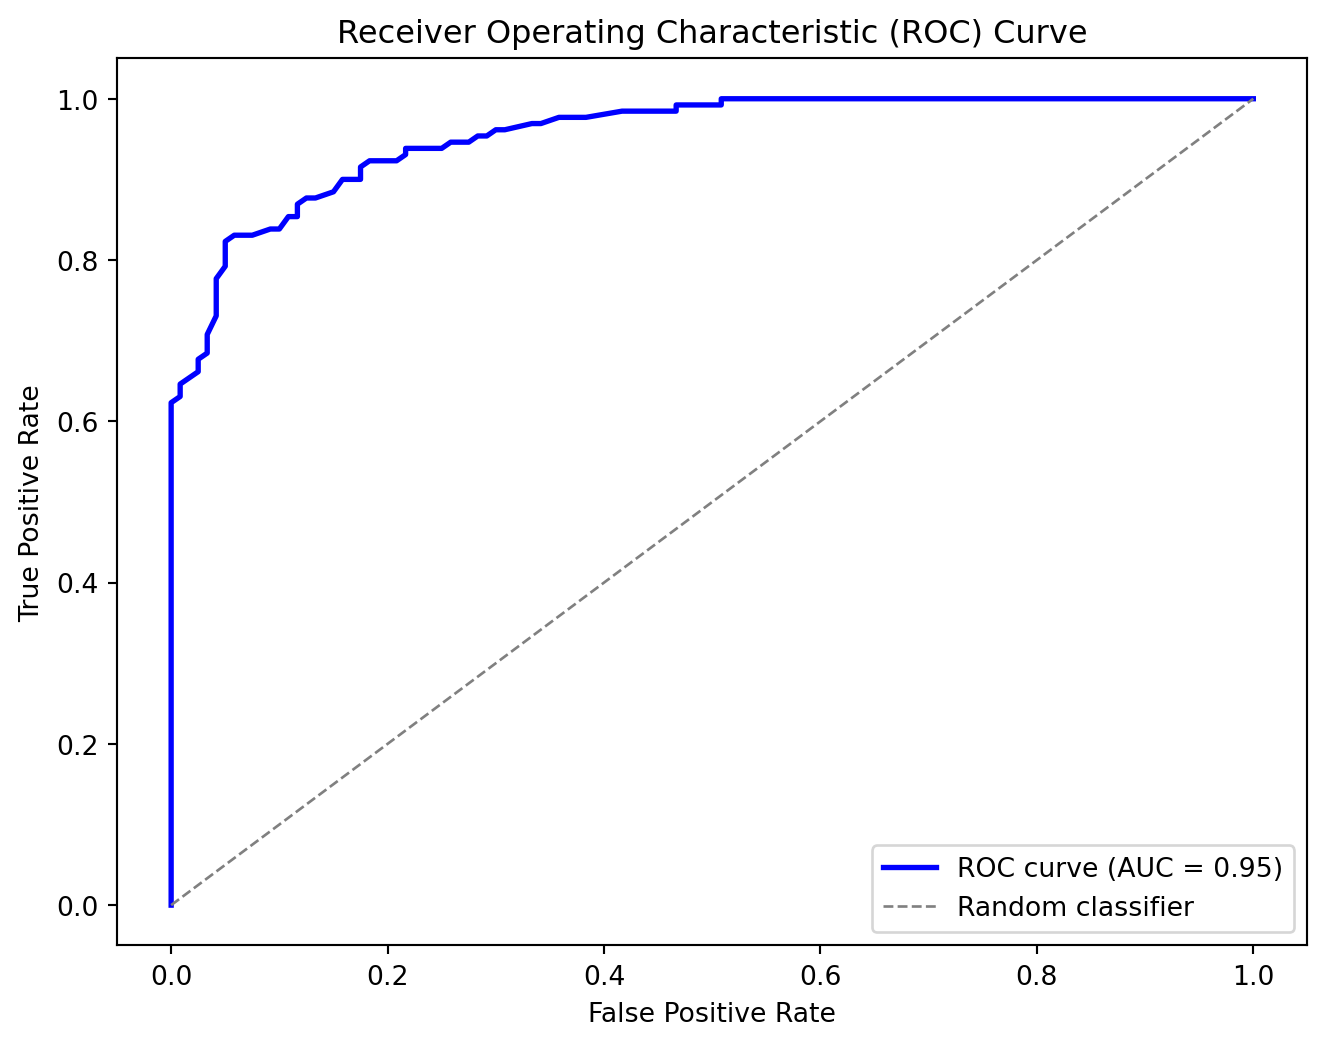 Receiver Operating Characteristic (ROC) Curve
True Positive Rate
1.0
0.8
0.6
0.4
0.2
0.0
ROC curve (AUC = 0.95)
Random classifier
0.0 0.2 0.4 0.6 0.8 1.0
False Positive Rate